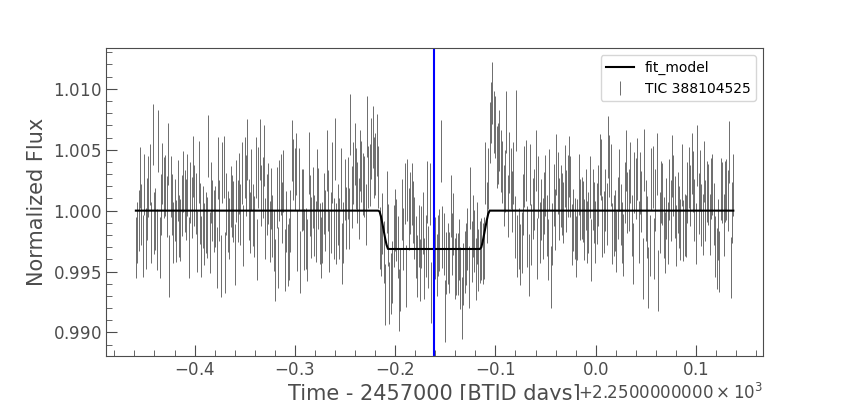 fit_model
TIC 388104525
Normalized Flux
1.010
1.005
1.000
0.995
0.990
−0.4
−0.3
−0.2
−0.1
0.0
0.1
Time - 2457000 [BTJD days]
+2.2500000000 × 10³